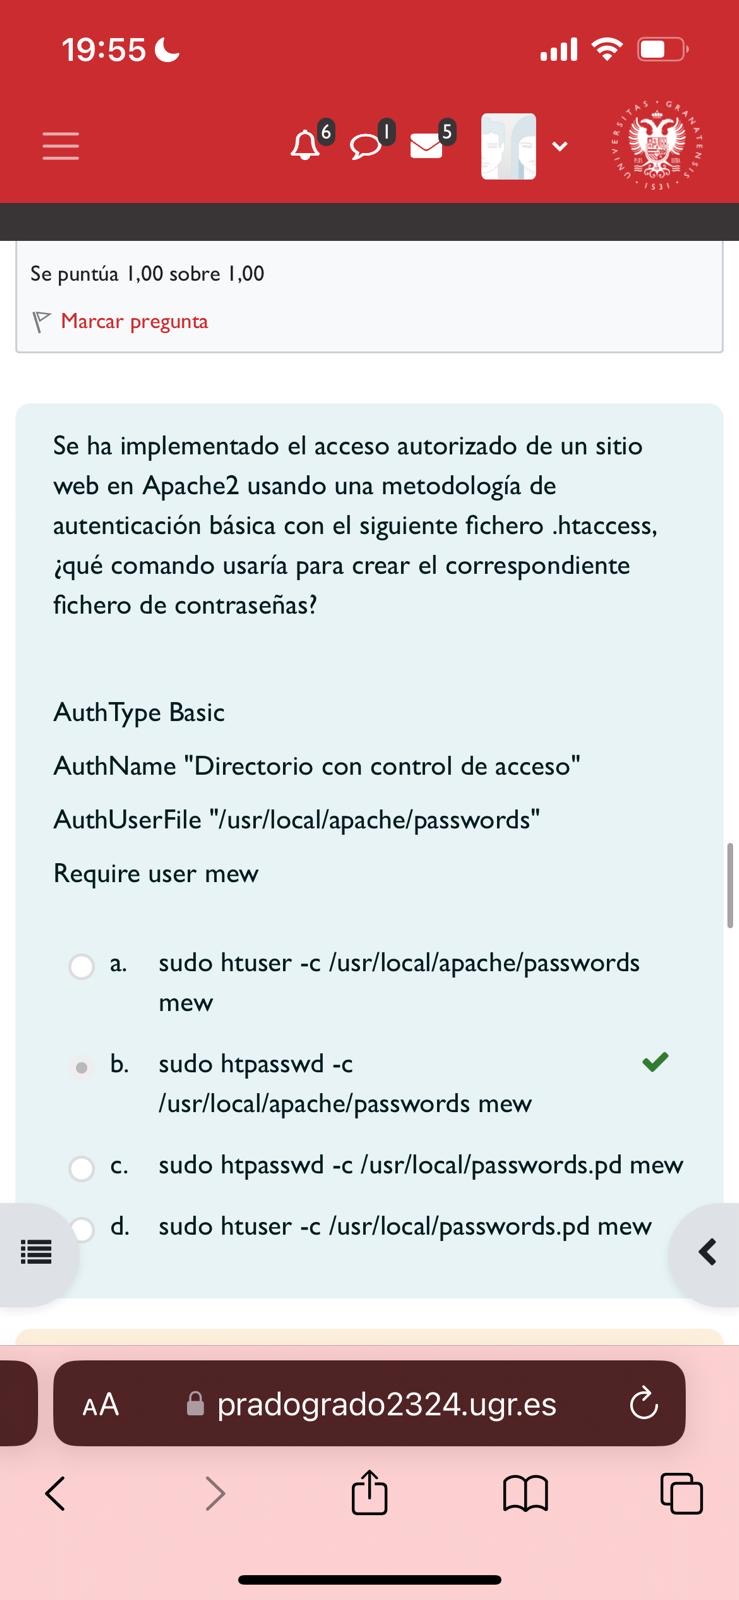 19:55
6
1
5
UNIVERSITAS · GRANATENSIS · 1531 ·
Se puntúa 1,00 sobre 1,00
Marcar pregunta
Se ha implementado el acceso autorizado de un sitio
web en Apache2 usando una metodología de
autenticación básica con el siguiente fichero .htaccess,
¿qué comando usaría para crear el correspondiente
fichero de contraseñas?
AuthType Basic
AuthName "Directorio con control de acceso"
AuthUserFile "/usr/local/apache/passwords"
Require user mew
a. sudo htuser -c /usr/local/apache/passwords
mew
b. sudo htpasswd -c
/usr/local/apache/passwords mew
c. sudo htpasswd -c /usr/local/passwords.pd mew
d. sudo htuser -c /usr/local/passwords.pd mew
AA pradogrado2324.ugr.es